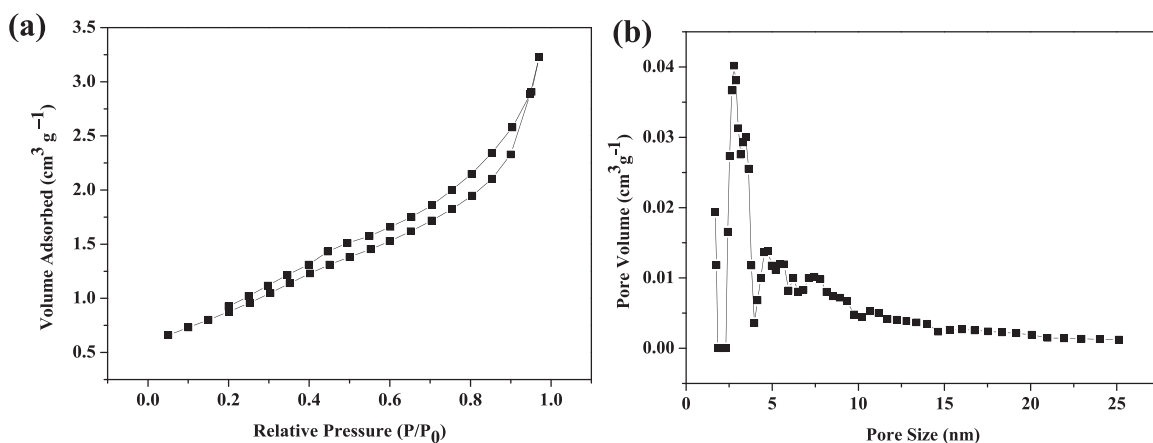 (a)
3.5
3.0
2.5
2.0
1.5
1.0
0.5
Volume Adsorbed (cm³ g⁻¹)
0.0 0.2 0.4 0.6 0.8 1.0
Relative Pressure (P/P₀)
(b)
0.04
0.03
0.02
0.01
0.00
Pore Volume (cm³g⁻¹)
0 5 10 15 20 25
Pore Size (nm)